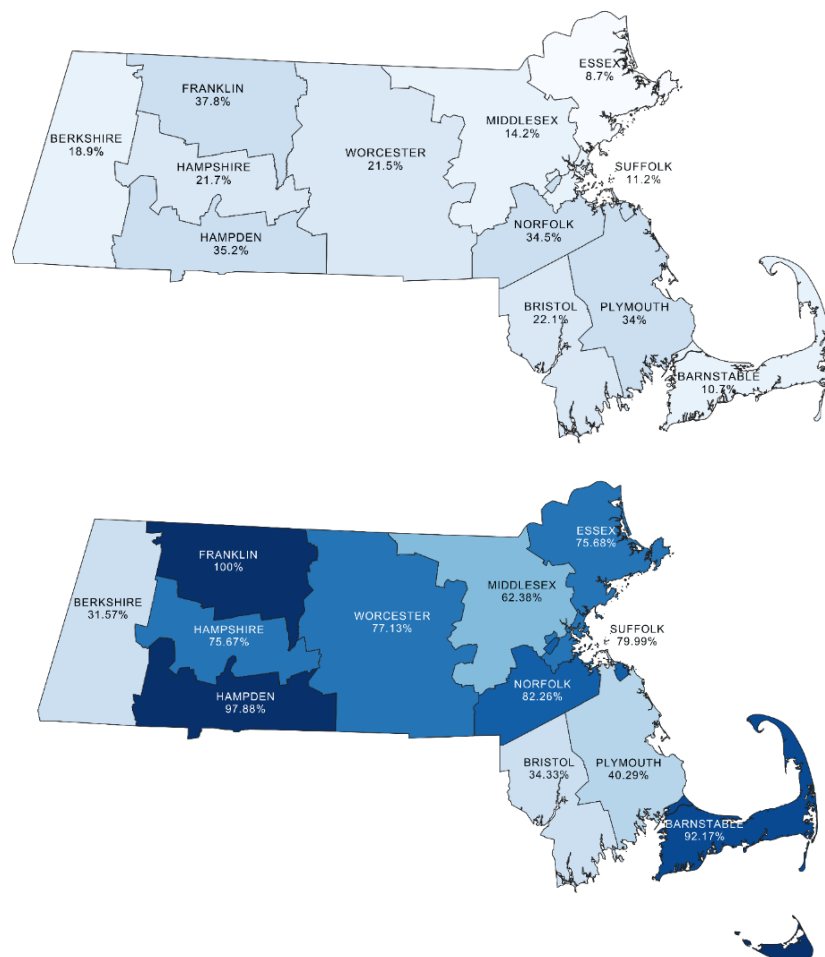 ESSEX
8.7%
FRANKLIN
37.8%
MIDDLESEX
14.2%
BERKSHIRE
18.9%
WORCESTER
21.5%
HAMPSHIRE
21.7%
SUFFOLK
11.2%
NORFOLK
34.5%
HAMPDEN
35.2%
BRISTOL
22.1%
PLYMOUTH
34%
BARNSTABLE
10.7%
ESSEX
75.68%
FRANKLIN
100%
MIDDLESEX
62.38%
BERKSHIRE
31.57%
WORCESTER
77.13%
HAMPSHIRE
75.67%
SUFFOLK
79.99%
NORFOLK
82.26%
HAMPDEN
97.88%
BRISTOL
34.33%
PLYMOUTH
40.29%
BARNSTABLE
92.17%